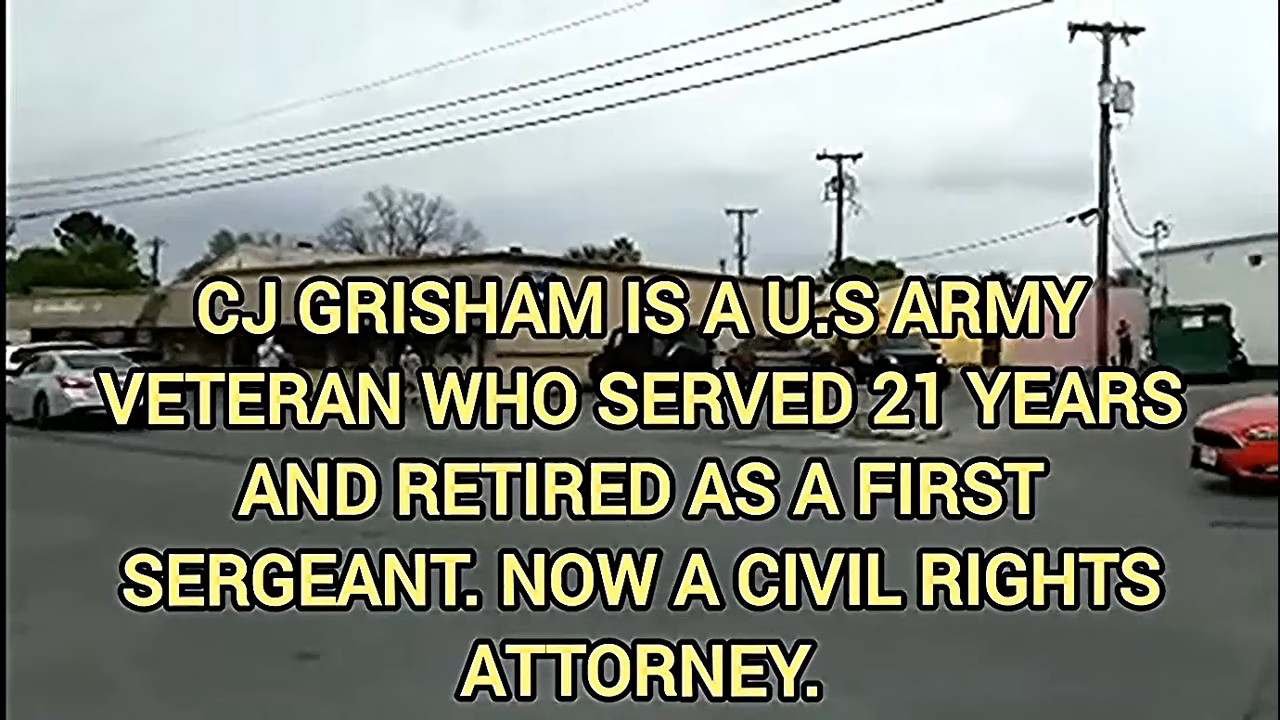 CJ GRISHAM IS A U.S ARMY
VETERAN WHO SERVED 21 YEARS
AND RETIRED AS A FIRST
SERGEANT. NOW A CIVIL RIGHTS
ATTORNEY.